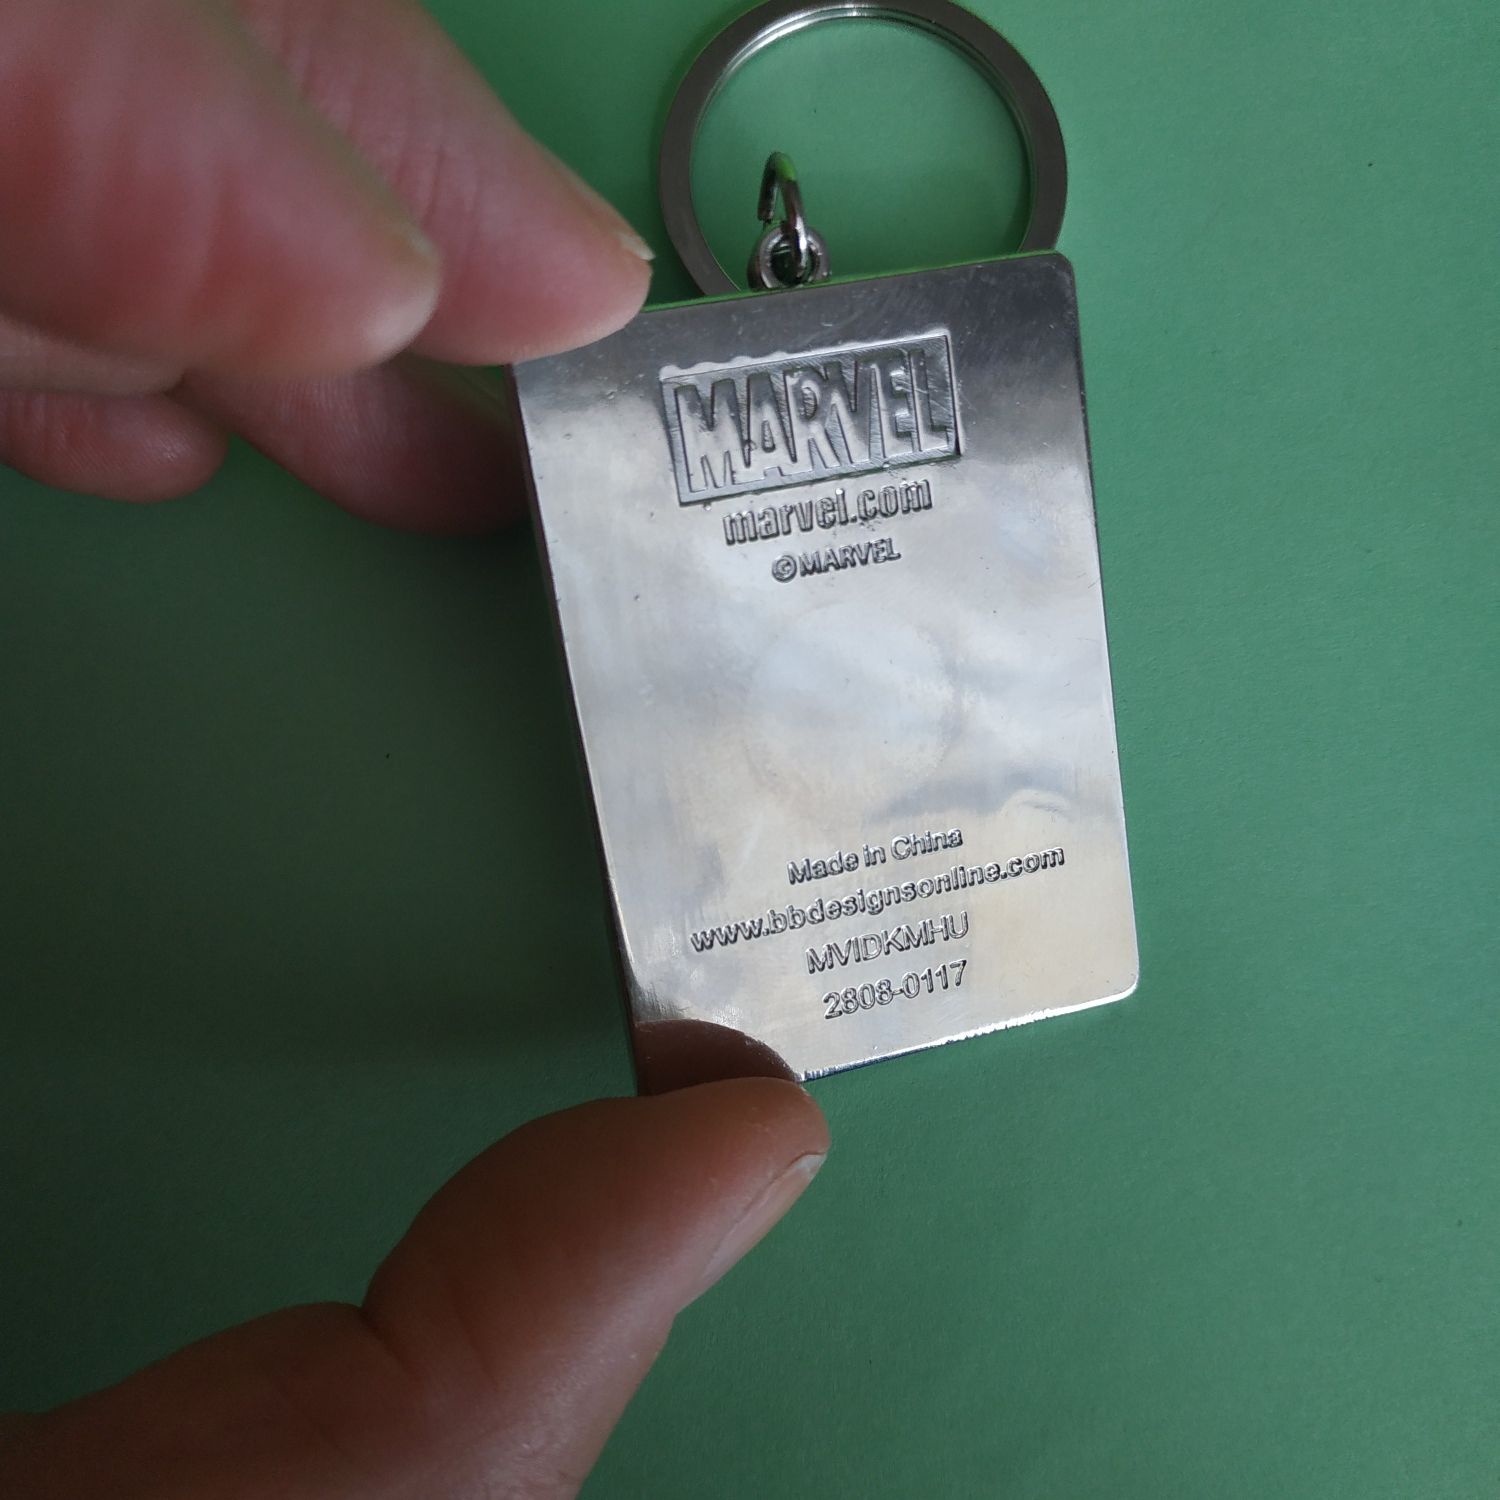 MARVEL
marvel.com
©MARVEL
Made in China
www.bbdesignsonline.com
MVIDKMHU
2808-0117